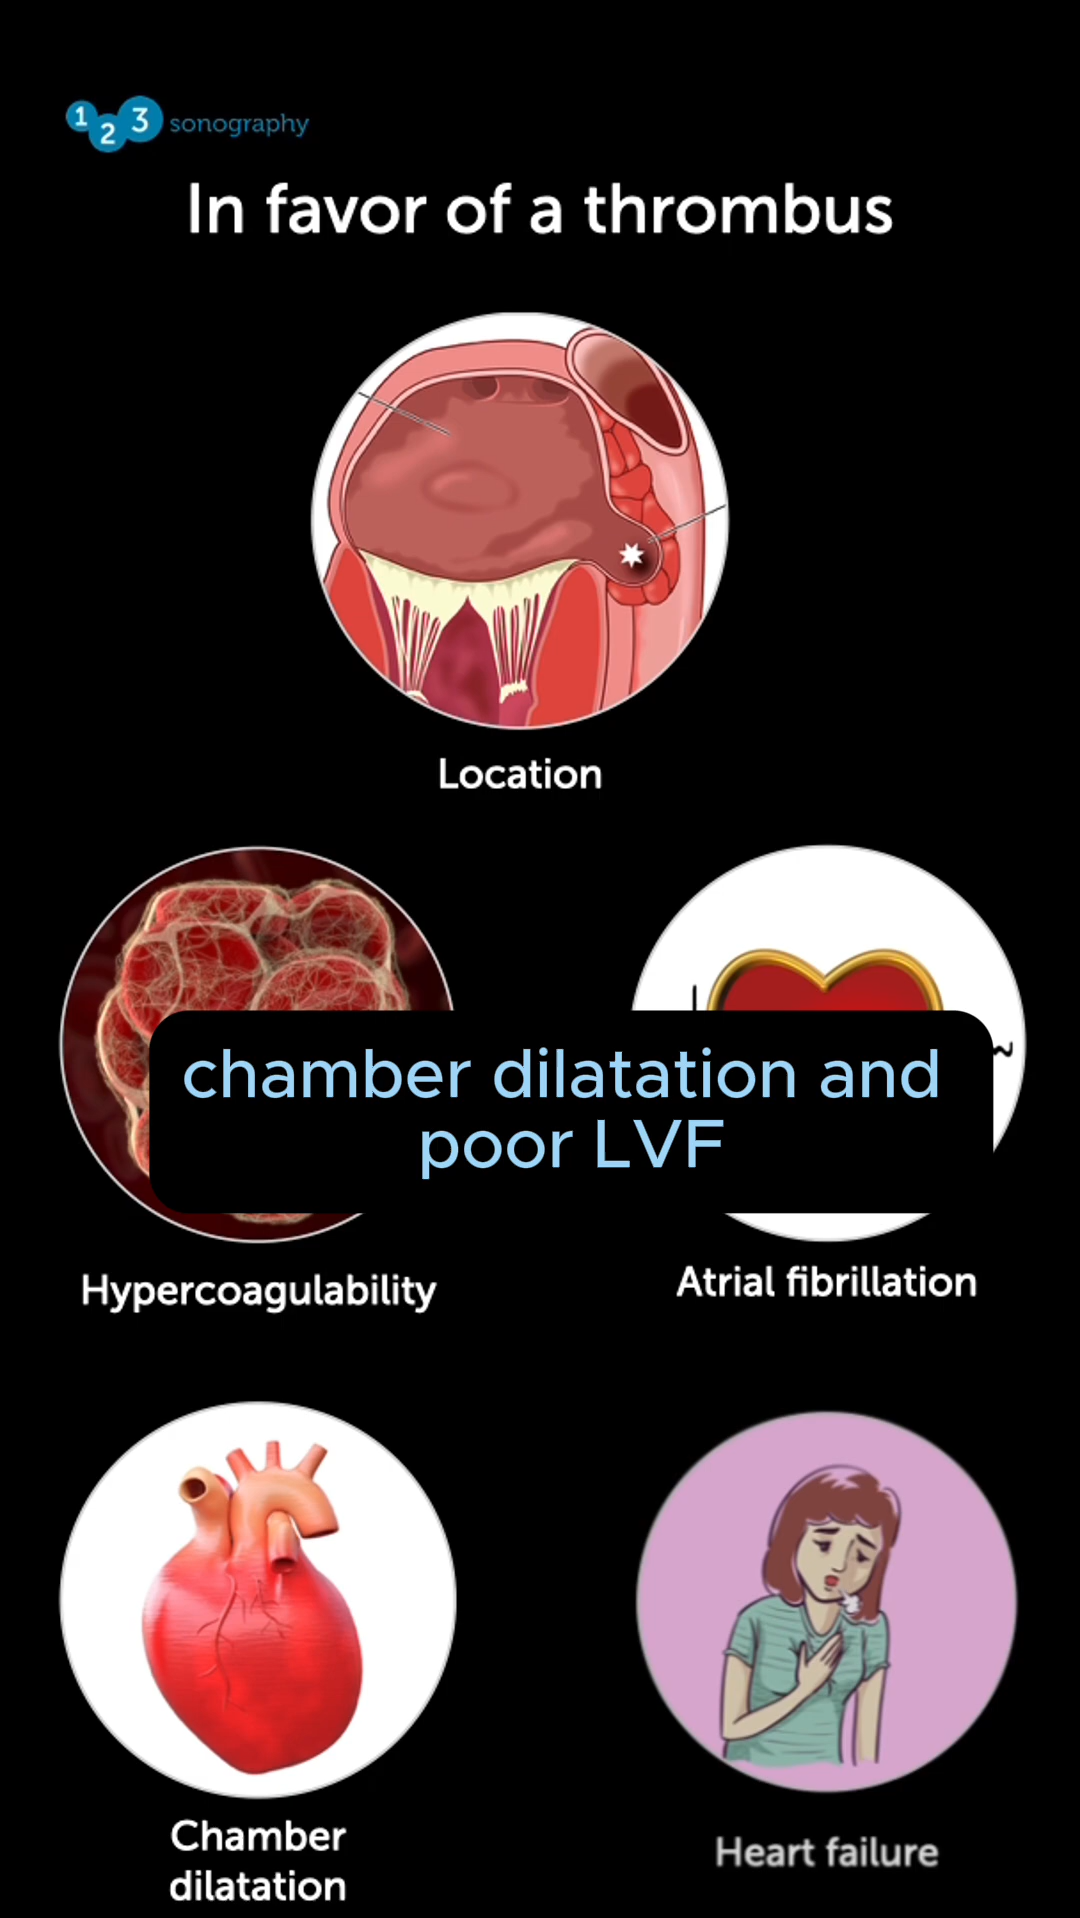 1 2 3 sonography
In favor of a thrombus
Location
chamber dilatation and
poor LVF
Hypercoagulability
Atrial fibrillation
Chamber
dilatation
Heart failure